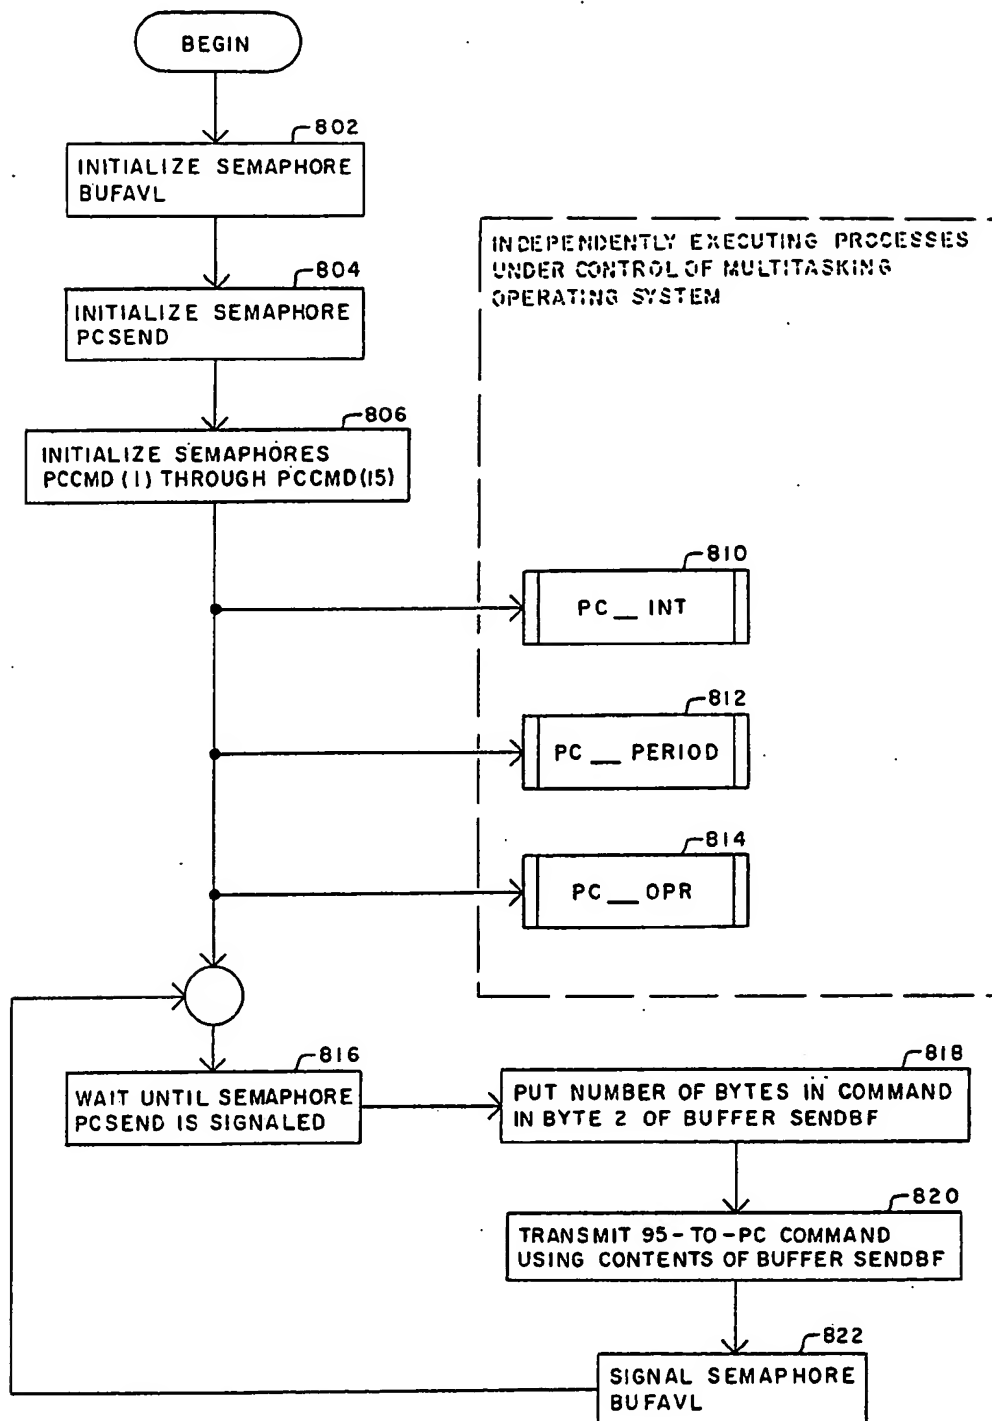 BEGIN
802
INITIALIZE SEMAPHORE
BUFAVL
804
INITIALIZE SEMAPHORE
PCSEND
806
INITIALIZE SEMAPHORES
PCCMD (1) THROUGH PCCMD(15)
INDEPENDENTLY EXECUTING PROCESSES
UNDER CONTROL OF MULTITASKING
OPERATING SYSTEM
810
PC__INT
812
PC__PERIOD
814
PC__OPR
816
WAIT UNTIL SEMAPHORE
PCSEND IS SIGNALED
818
PUT NUMBER OF BYTES IN COMMAND
IN BYTE 2 OF BUFFER SENDBF
820
TRANSMIT 95-TO-PC COMMAND
USING CONTENTS OF BUFFER SENDBF
822
SIGNAL SEMAPHORE
BUFAVL